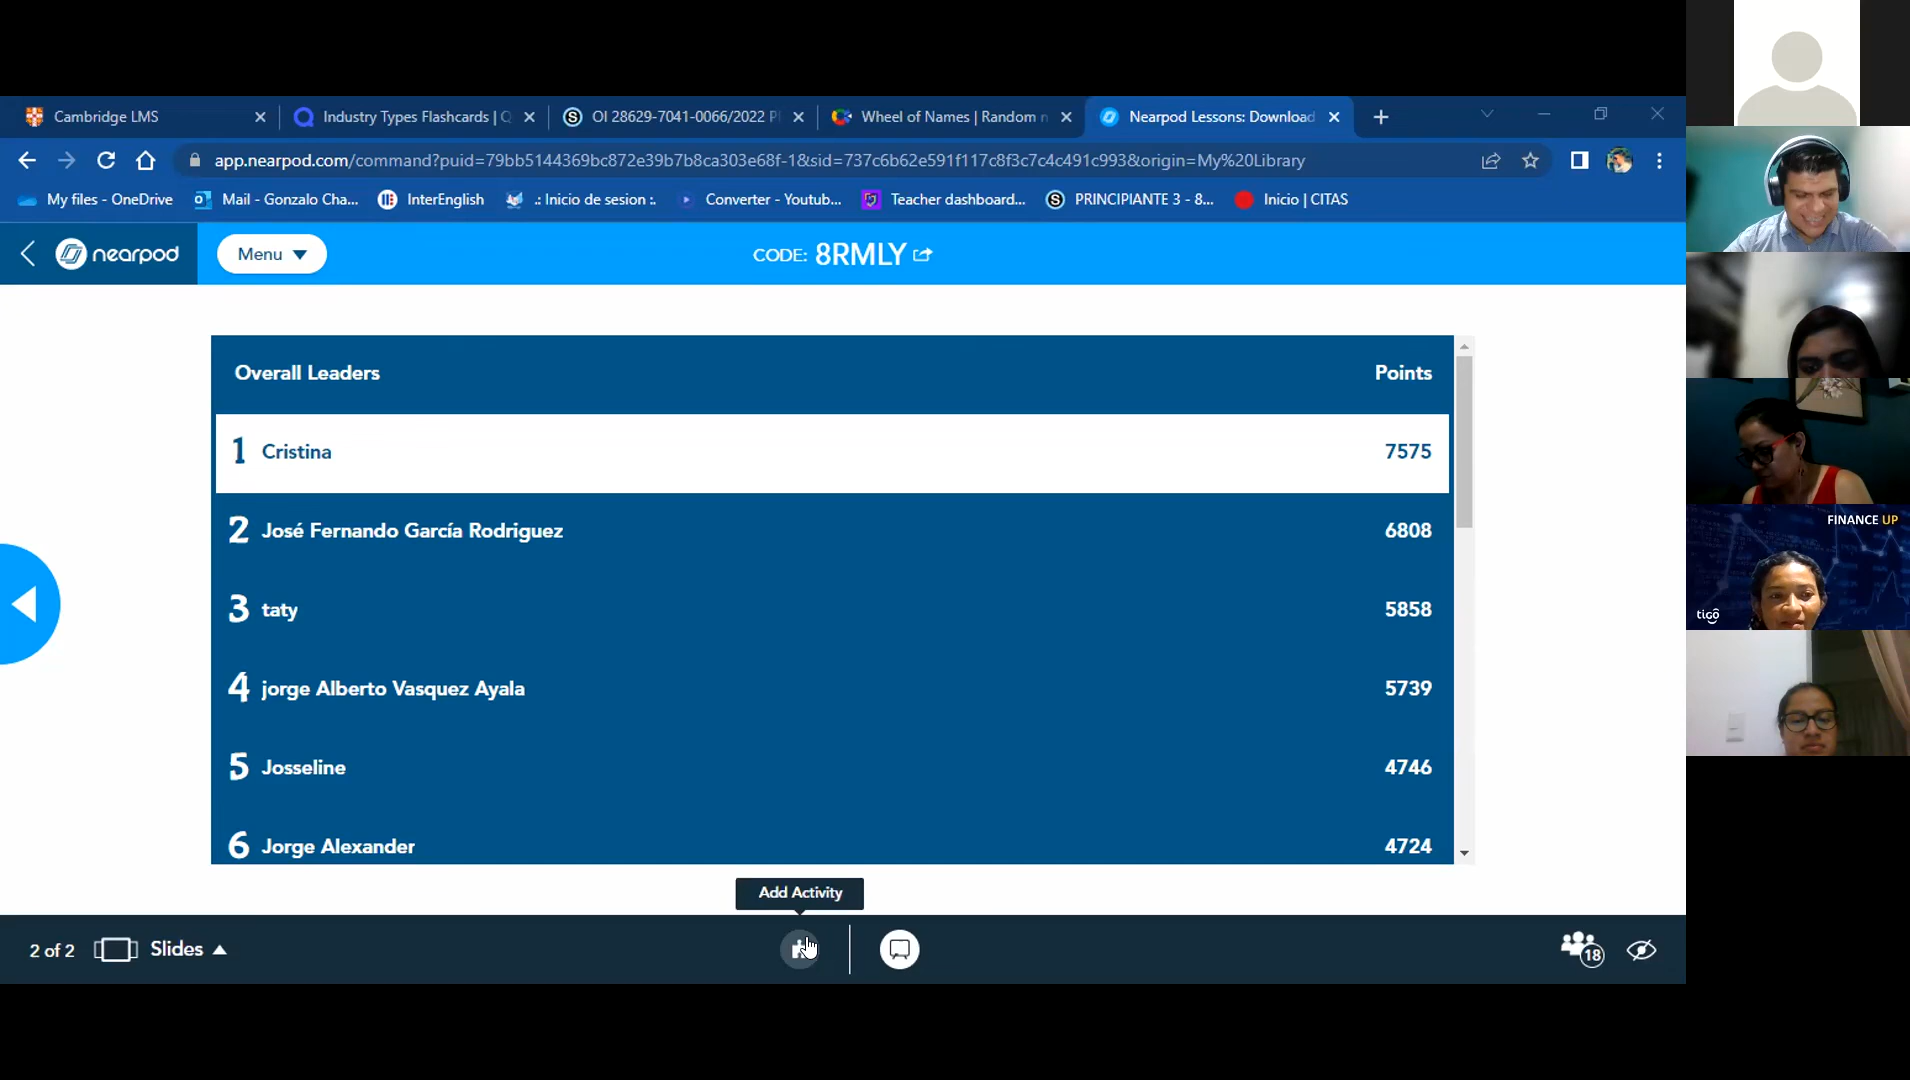 Cambridge LMS
Industry Types Flashcards | Q
OI 28629-7041-0066/2022 P
Wheel of Names | Random n
Nearpod Lessons: Download
app.nearpod.com/command?puid=79bb5144369bc872e39b7b8ca303e68f-1&sid=737c6b62e591f117c8f3c7c4c491c993&origin=My%20Library
My files - OneDrive
Mail - Gonzalo Cha...
InterEnglish
.: Inicio de sesion :.
Converter - Youtub...
Teacher dashboard...
PRINCIPIANTE 3 - 8...
Inicio | CITAS
nearpod
Menu
CODE: 8RMLY
Overall Leaders Points
1 Cristina 7575
2 José Fernando García Rodriguez 6808
3 taty 5858
4 jorge Alberto Vasquez Ayala 5739
5 Josseline 4746
6 Jorge Alexander 4724
Add Activity
2 of 2
Slides
18
FINANCE UP
tigo